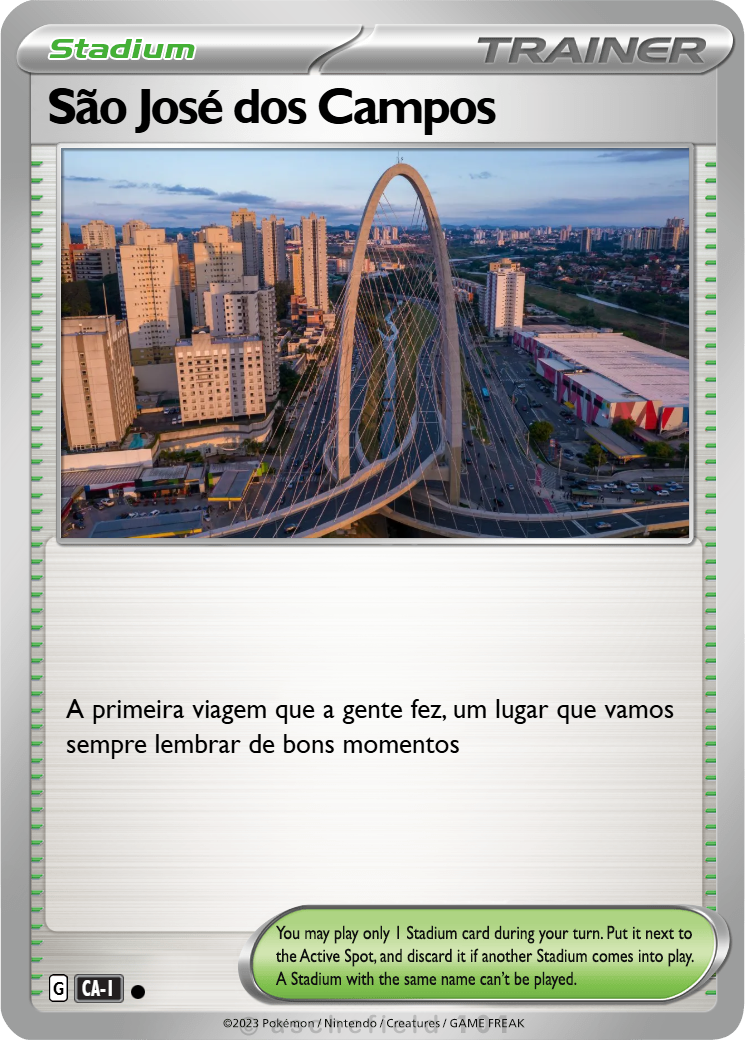 Stadium
TRAINER
São José dos Campos
A primeira viagem que a gente fez, um lugar que vamos
sempre lembrar de bons momentos
You may play only 1 Stadium card during your turn. Put it next to
the Active Spot, and discard it if another Stadium comes into play.
A Stadium with the same name can't be played.
G
CA-I
©2023 Pokémon / Nintendo / Creatures / GAME FREAK